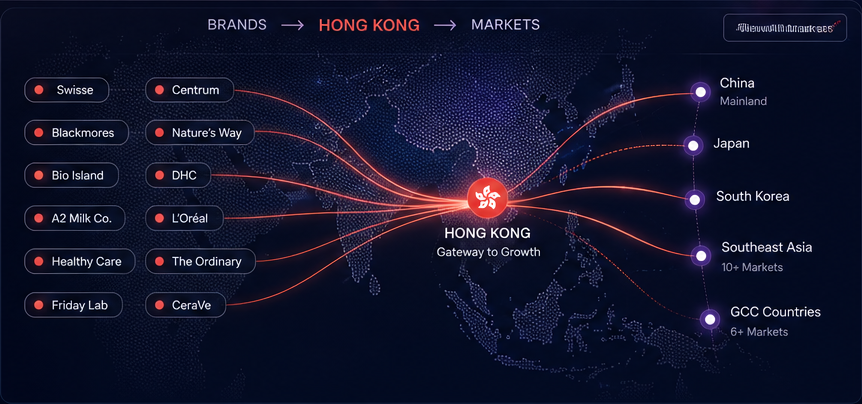 BRANDS → HONG KONG → MARKETS
Swisse
Centrum
Blackmores
Nature's Way
Bio Island
DHC
A2 Milk Co.
L'Oréal
Healthy Care
The Ordinary
Friday Lab
CeraVe
HONG KONG
Gateway to Growth
China
Mainland
Japan
South Korea
Southeast Asia
10+ Markets
GCC Countries
6+ Markets